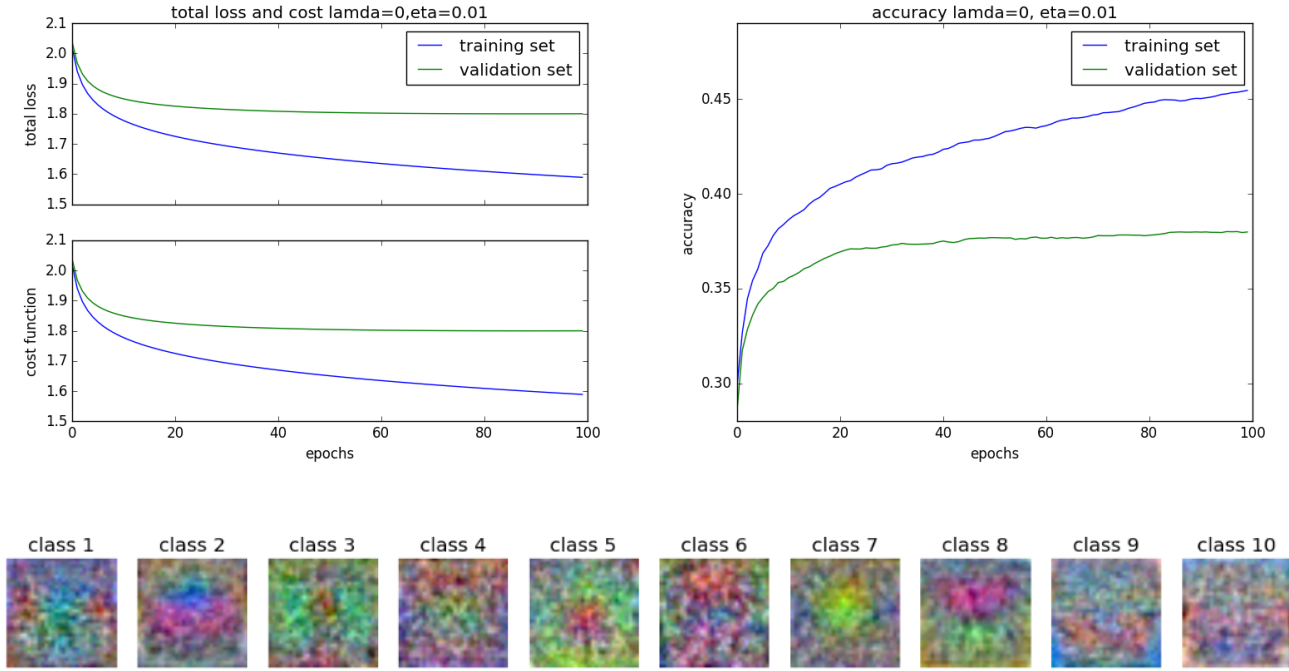 total loss and cost lamda=0,eta=0.01
2.1
2.0
1.9
1.8
1.7
1.6
1.5
total loss
training set
validation set
2.1
2.0
1.9
1.8
1.7
1.6
1.5
cost function
0
20
40
60
80
100
epochs
accuracy lamda=0, eta=0.01
0.45
0.40
0.35
0.30
accuracy
training set
validation set
0
20
40
60
80
100
epochs
class 1
class 2
class 3
class 4
class 5
class 6
class 7
class 8
class 9
class 10